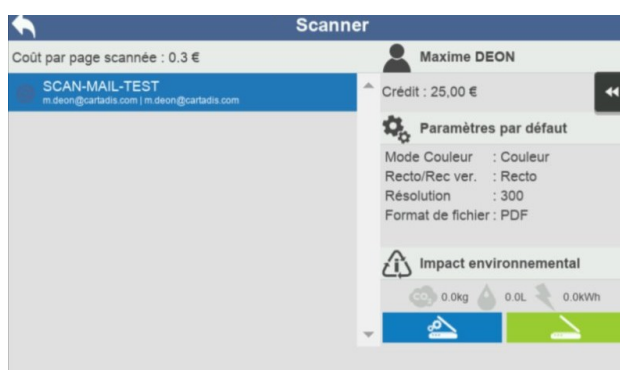 Scanner
Coût par page scannée : 0.3 €
SCAN-MAIL-TEST
m.deon@cartadis.com | m.deon@cartadis.com
Maxime DEON
Crédit : 25,00 €
Paramètres par défaut
Mode Couleur : Couleur
Recto/Rec ver. : Recto
Résolution : 300
Format de fichier : PDF
Impact environnemental
CO₂ 0.0kg 0.0L 0.0kWh